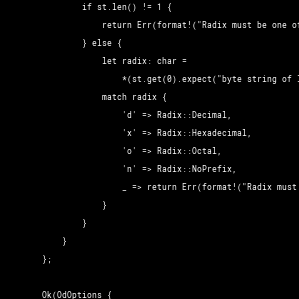 if st.len() != 1 {
return Err(format!("Radix must be one of
} else {
let radix: char =
*(st.get(0).expect("byte string of l
match radix {
'd' => Radix::Decimal,
'x' => Radix::Hexadecimal,
'o' => Radix::Octal,
'n' => Radix::NoPrefix,
_ => return Err(format!("Radix must
}
}
}
};
Ok(OdOptions {